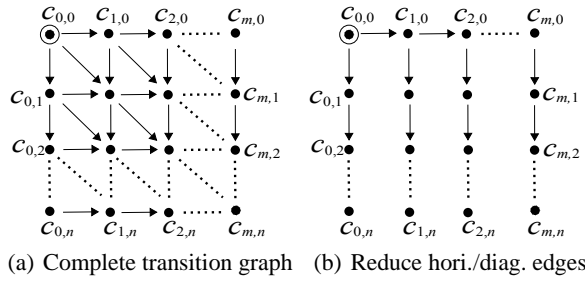 c0,0 c1,0 c2,0 cm,0 c0,0 c1,0 c2,0 cm,0
c0,1 cm,1 c0,1 cm,1
c0,2 cm,2 c0,2 cm,2
c0,n c1,n c2,n cm,n c0,n c1,n c2,n cm,n
(a) Complete transition graph (b) Reduce hori./diag. edges